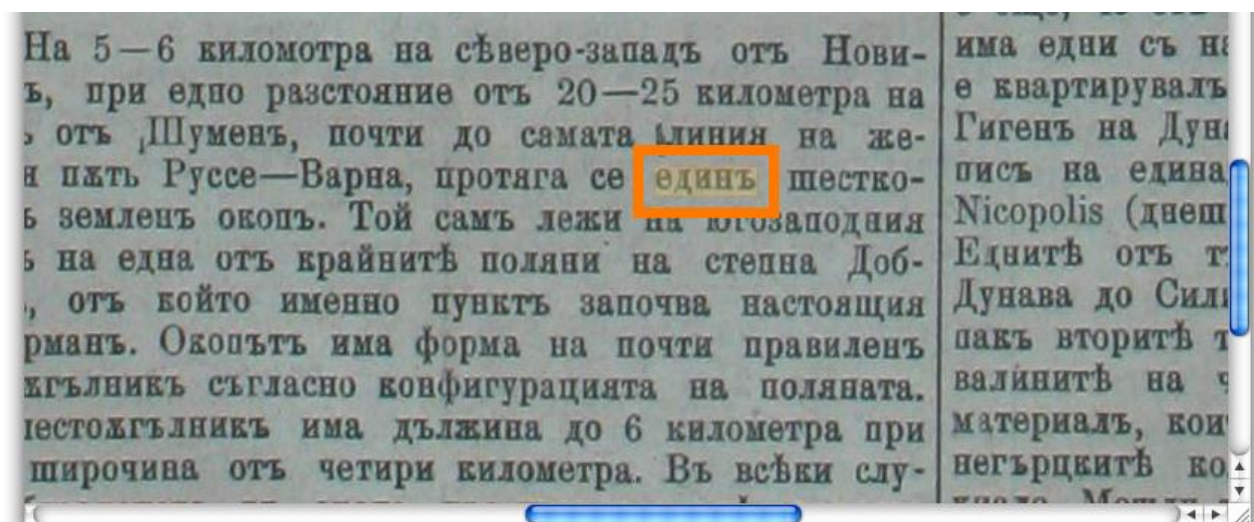 На 5—6 киломотра на сѣверо-западъ отъ Нови-
ъ, при едно разстояние отъ 20—25 километра на
отъ Шуменъ, почти до самата линия на же-
пѫть Руссе—Варна, протяга се единъ шестко-
ъ земленъ окопъ. Той самъ лежи на югозаподния
на една отъ крайнитѣ поляни на степна Доб-
, отъ който именно пунктъ започва настоящия
рманъ. Окопътъ има форма на почти правиленъ
ѫгълникъ съгласно конфигурацията на поляната.
естоѫгълникъ има дължина до 6 километра при
широчина отъ четири километра. Въ всѣки слу-
има едни съ
е квартирувалъ
Гигенъ на Дун
писъ на едина
Nicopolis (днеш
Еднитѣ отъ
Дунава до Сили
пакъ вторитѣ
валинитѣ на
материалъ, кои
негърцкитѣ ко